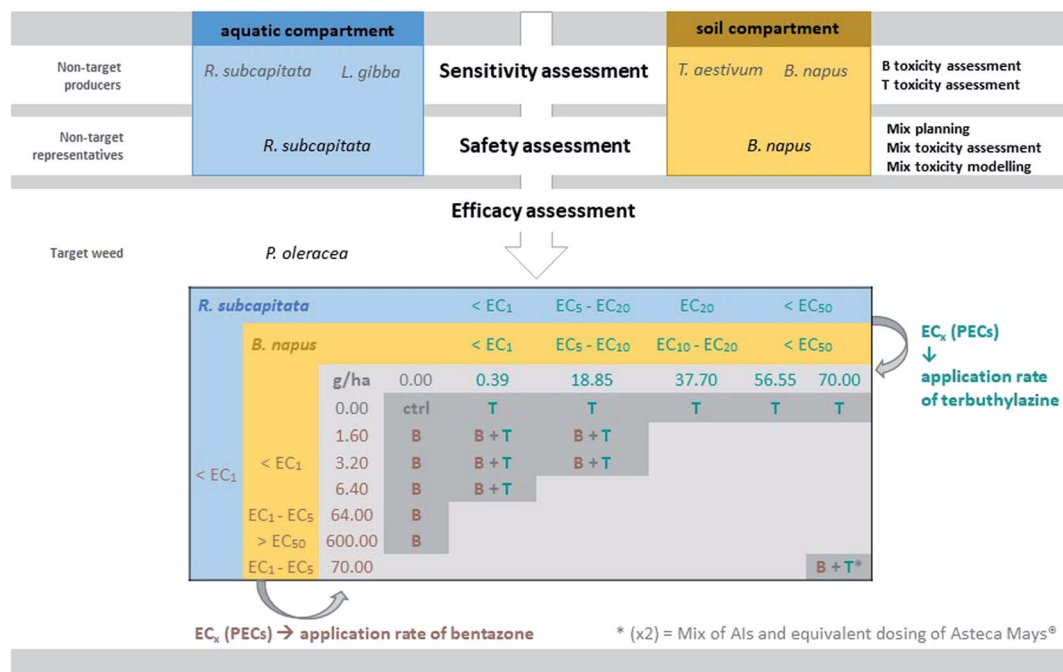 aquatic compartment
soil compartment
Non-target
producers
R. subcapitata L. gibba
Sensitivity assessment
T. aestivum B. napus
B toxicity assessment
T toxicity assessment
Non-target
representatives
R. subcapitata
Safety assessment
B. napus
Mix planning
Mix toxicity assessment
Mix toxicity modelling
Efficacy assessment
Target weed
P. oleracea
R. subcapitata < EC₁ EC₅ - EC₂₀ EC₂₀ < EC₅₀
B. napus < EC₁ EC₅ - EC₁₀ EC₁₀ - EC₂₀ < EC₅₀
g/ha 0.00 0.39 18.85 37.70 56.55 70.00
0.00 ctrl T T T T T
1.60 B B + T B + T
< EC₁ < EC₁ 3.20 B B + T B + T
6.40 B B + T
EC₁ - EC₅ 64.00 B
> EC₅₀ 600.00 B
EC₁ - EC₅ 70.00 B + T*
ECₓ (PECs)
↓
application rate
of terbuthylazine
ECₓ (PECs) → application rate of bentazone
* (x2) = Mix of AIs and equivalent dosing of Asteca Mays®